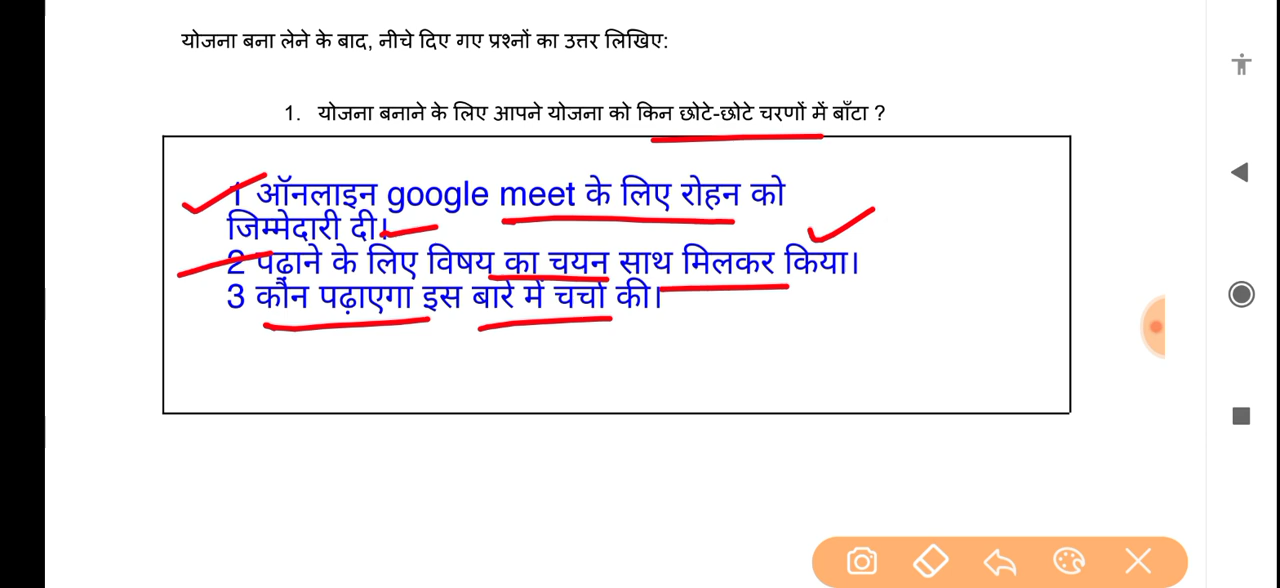 योजना बना लेने के बाद, नीचे दिए गए प्रश्नों का उत्तर लिखिए:
1. योजना बनाने के लिए आपने योजना को किन छोटे-छोटे चरणों में बाँटा ?
1 ऑनलाइन google meet के लिए रोहन को
जिम्मेदारी दी।
2 पढ़ाने के लिए विषय का चयन साथ मिलकर किया।
3 कौन पढ़ाएगा इस बारे में चर्चा की।